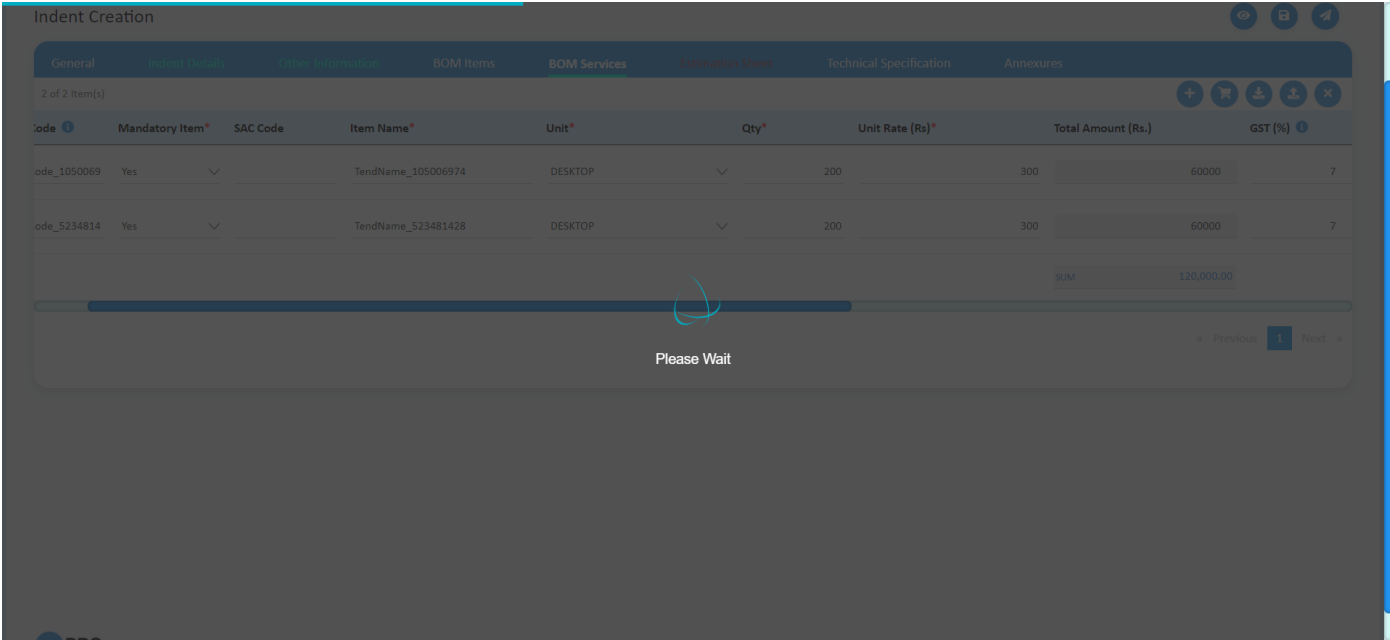 Indent Creation
General Indent Details Other Information BOM Items BOM Services Technical Specification Annexures
2 of 2 Item(s)
Code Mandatory Item* SAC Code Item Name* Unit* Qty* Unit Rate (Rs)* Total Amount (Rs.) GST (%)
ode_1050069 Yes TendName_105006974 DESKTOP 200 300 60000 7
ode_5234814 Yes TendName_523481428 DESKTOP 200 300 60000 7
SUM 120,000.00
« Previous 1 Next »
Please Wait